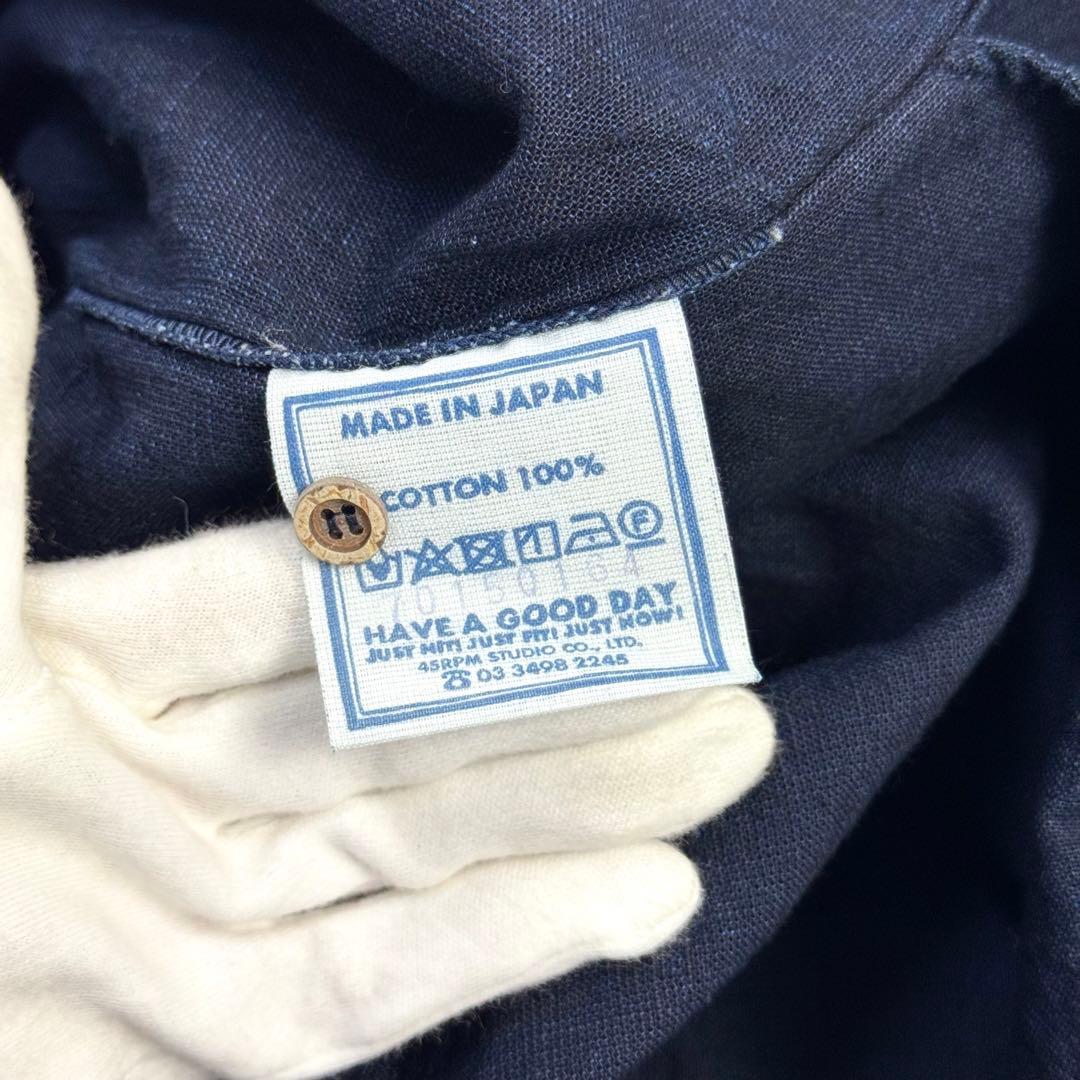 MADE IN JAPAN
COTTON 100%
70150164
HAVE A GOOD DAY
JUST HIT! JUST FIT! JUST NOW!
45RPM STUDIO CO., LTD.
☎ 03 3498 2245